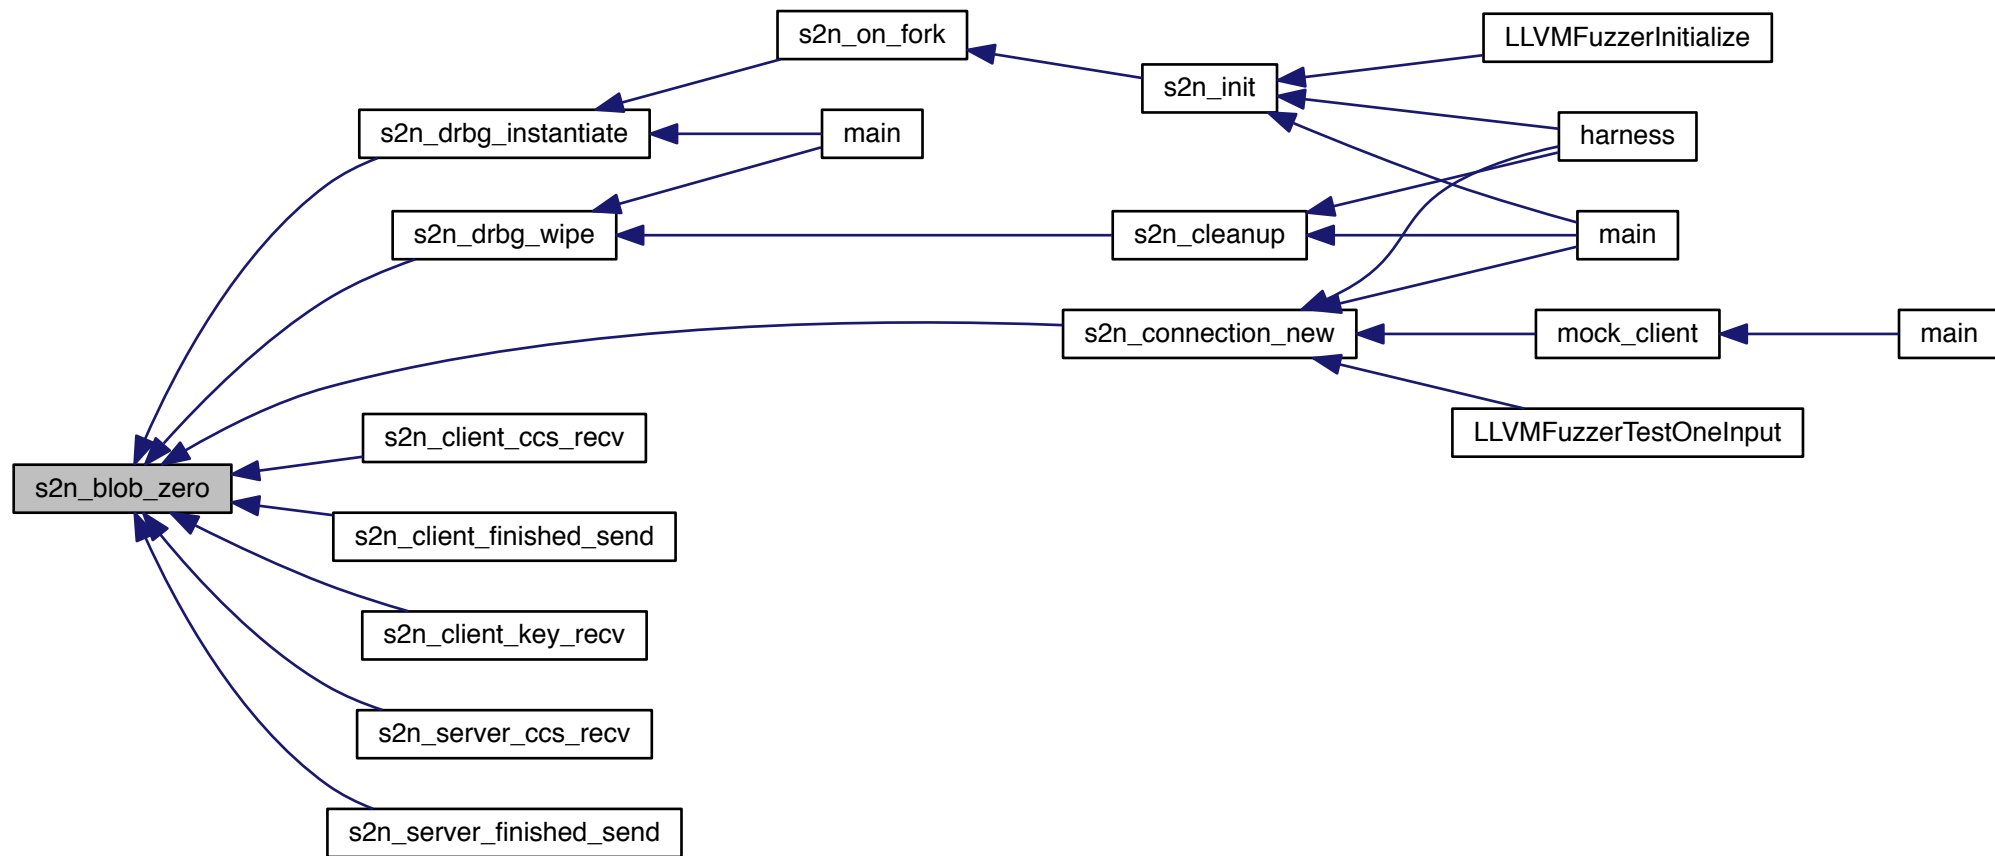 s2n_on_fork
LLVMFuzzerInitialize
s2n_init
s2n_drbg_instantiate
main
harness
s2n_drbg_wipe
s2n_cleanup
main
s2n_connection_new
mock_client
main
s2n_client_ccs_recv
LLVMFuzzerTestOneInput
s2n_blob_zero
s2n_client_finished_send
s2n_client_key_recv
s2n_server_ccs_recv
s2n_server_finished_send